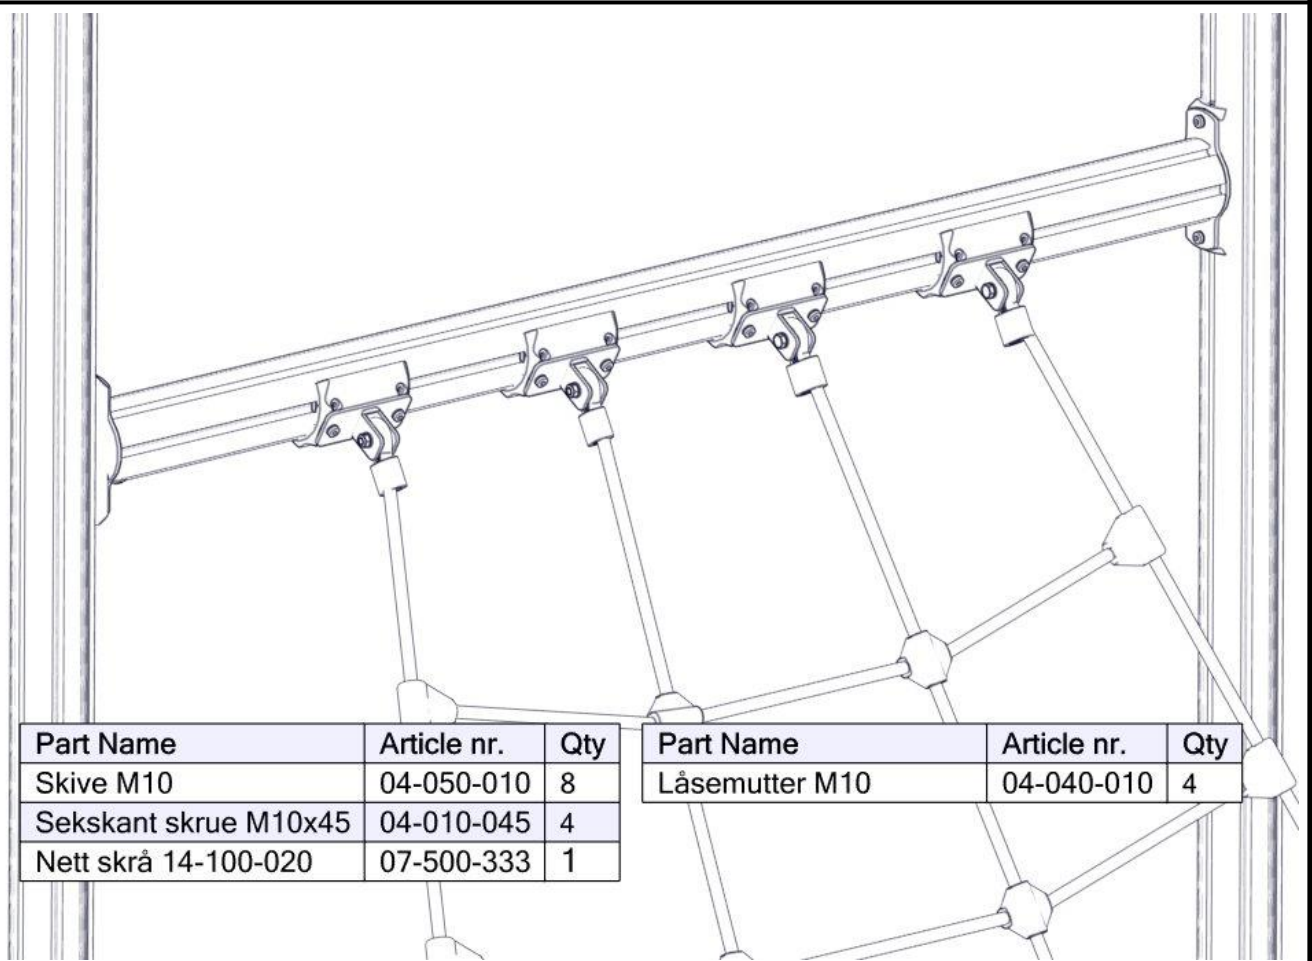 Part Name Article nr. Qty
Skive M10 04-050-010 8
Sekskant skrue M10x45 04-010-045 4
Nett skrå 14-100-020 07-500-333 1
Part Name Article nr. Qty
Låsemutter M10 04-040-010 4